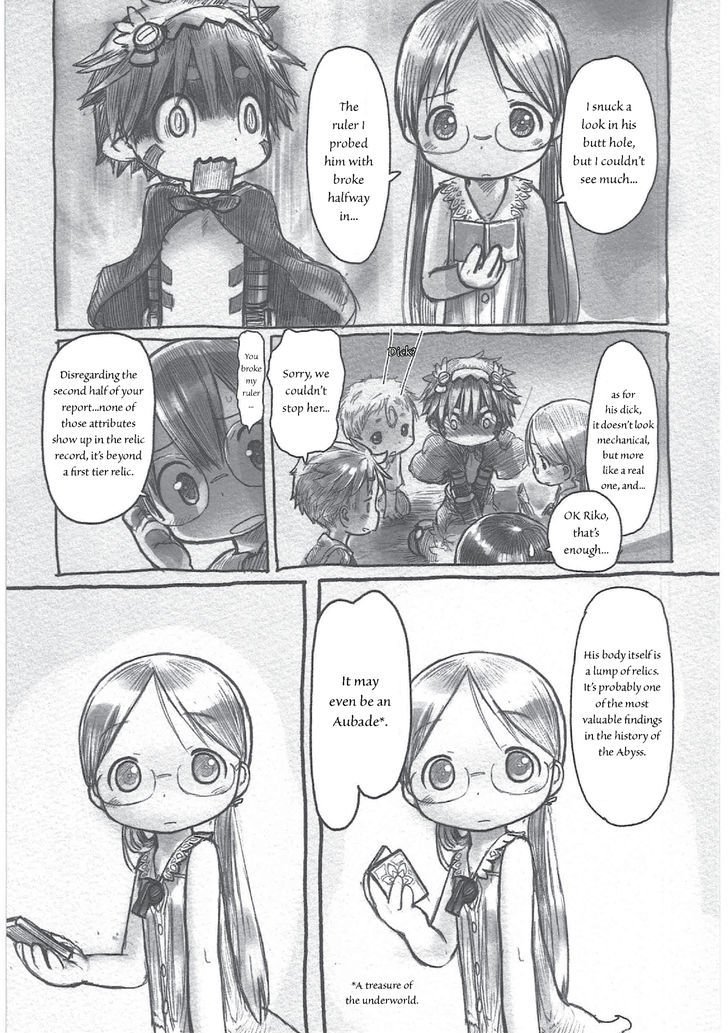 I snuck a
look in his
butt hole,
but I couldn't
see much...
The
ruler I
probed
him with
broke
halfway
in...
as for
his dick,
it doesn't look
mechanical,
but more
like a real
one, and...
OK Riko,
that's
enough...
Dick?
Sorry, we
couldn't
stop her...
You
broke
my
ruler
...
Disregarding the
second half of your
report...none of
those attributes
show up in the relic
record, it's beyond
a first tier relic.
His body itself is
a lump of relics.
It's probably one
of the most
valuable findings
in the history of
the Abyss.
It may
even be an
Aubade*.
*A treasure of
the underworld.